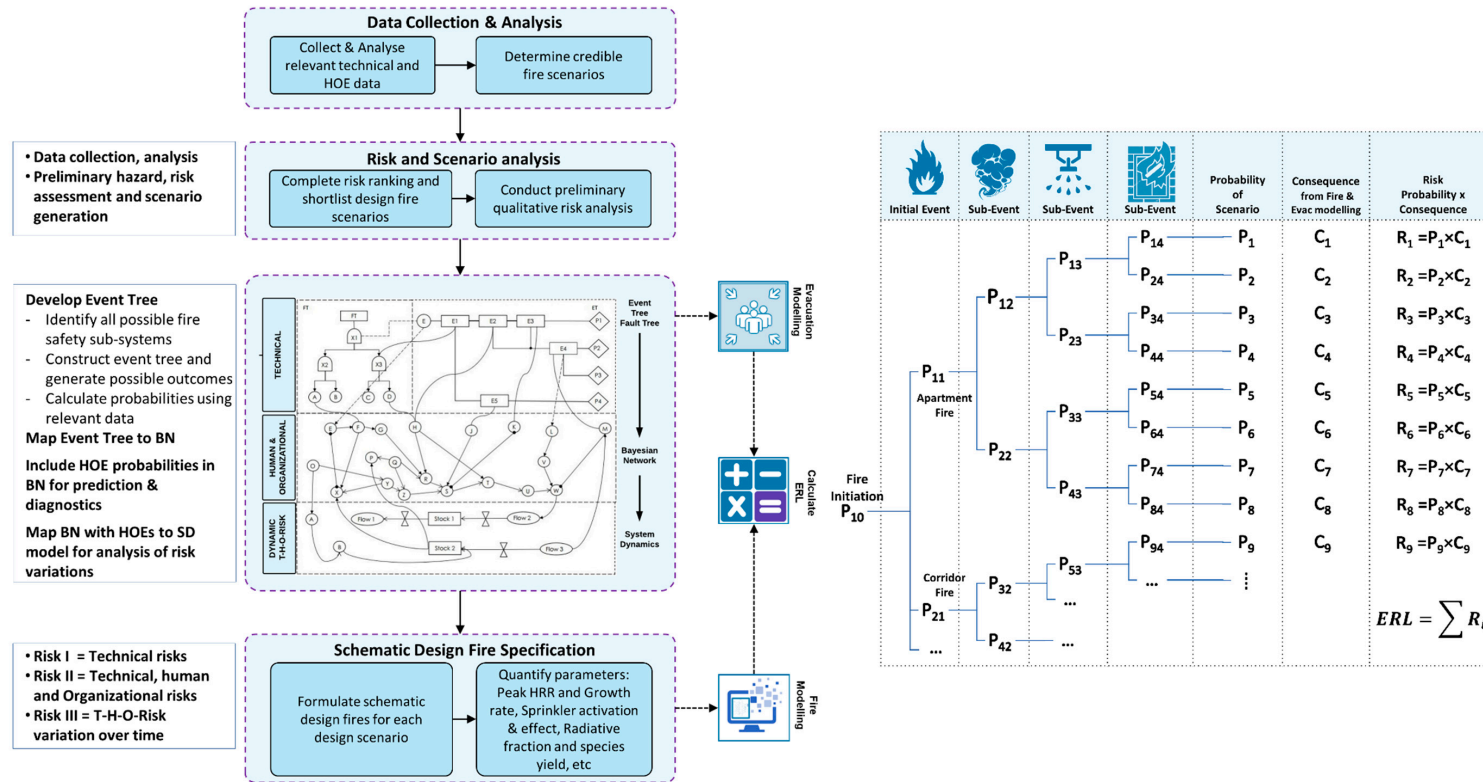 Data Collection & Analysis
Collect & Analyse
relevant technical and
HOE data
Determine credible
fire scenarios
• Data collection, analysis
• Preliminary hazard, risk
assessment and scenario
generation
Risk and Scenario analysis
Complete risk ranking and
shortlist design fire
scenarios
Conduct preliminary
qualitative risk analysis
Develop Event Tree
- Identify all possible fire
safety sub-systems
- Construct event tree and
generate possible outcomes
- Calculate probabilities using
relevant data
Map Event Tree to BN
Include HOE probabilities in
BN for prediction &
diagnostics
Map BN with HOEs to SD
model for analysis of risk
variations
TECHNICAL
HUMAN &
ORGANIZATIONAL
DYNAMIC
T-H-O-RISK
FT
ET
FT
E
E1
E2
E3
P1
X1
X2
X3
E4
P2
P3
A
B
C
D
E5
P4
E
F
G
H
J
K
L
M
O
P
Q
R
V
X
Y
Z
S
T
U
W
A
Flow 1
Stock 1
Flow 2
B
Stock 2
Flow 3
Event
Tree
Fault Tree
Bayesian
Network
System
Dynamics
Evacuation
Modelling
Calculate
ERL
Fire
Modelling
• Risk I = Technical risks
• Risk II = Technical, human
and Organizational risks
• Risk III = T-H-O-Risk
variation over time
Schematic Design Fire Specification
Formulate schematic
design fires for each
design scenario
Quantify parameters:
Peak HRR and Growth
rate, Sprinkler activation
& effect, Radiative
fraction and species
yield, etc
Initial Event
Sub-Event
Sub-Event
Sub-Event
Probability
of
Scenario
Consequence
from Fire &
Evac modelling
Risk
Probability x
Consequence
Fire
Initiation
P10
P11
Apartment
Fire
Corridor
Fire
P21
...
P12
P22
P32
P42
P13
P23
P33
P43
P53
...
...
P14 P1 C1 R1 =P1×C1
P24 P2 C2 R2 =P2×C2
P34 P3 C3 R3 =P3×C3
P44 P4 C4 R4 =P4×C4
P54 P5 C5 R5 =P5×C5
P64 P6 C6 R6 =P6×C6
P74 P7 C7 R7 =P7×C7
P84 P8 C8 R8 =P8×C8
P94 P9 C9 R9 =P9×C9
... ⋮
ERL = ∑ R